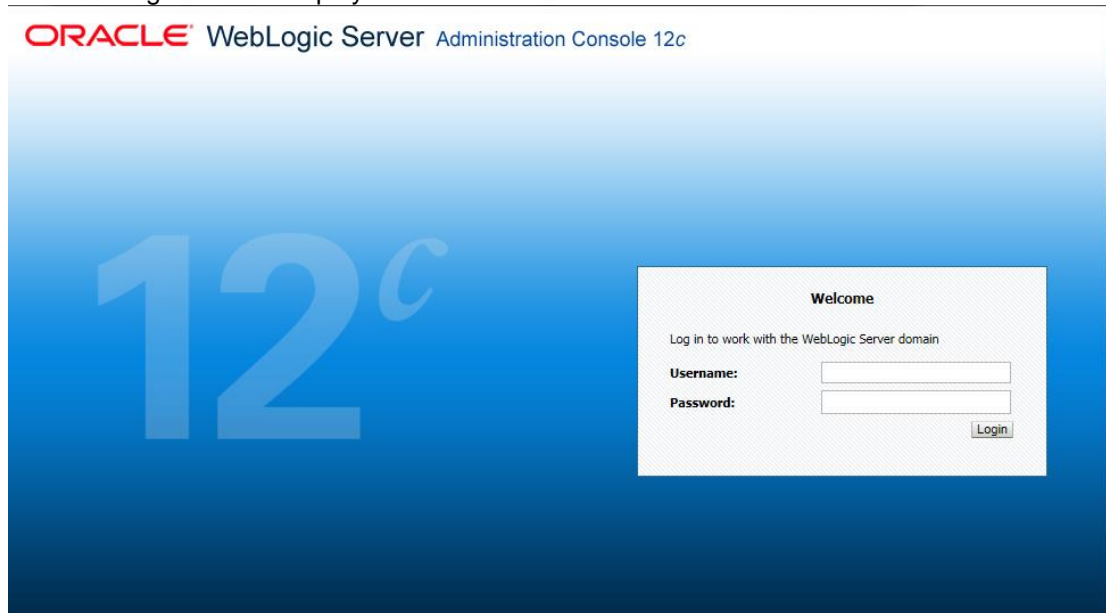 ORACLE® WebLogic Server Administration Console 12c
12c
Welcome
Log in to work with the WebLogic Server domain
Username:
Password:
Login